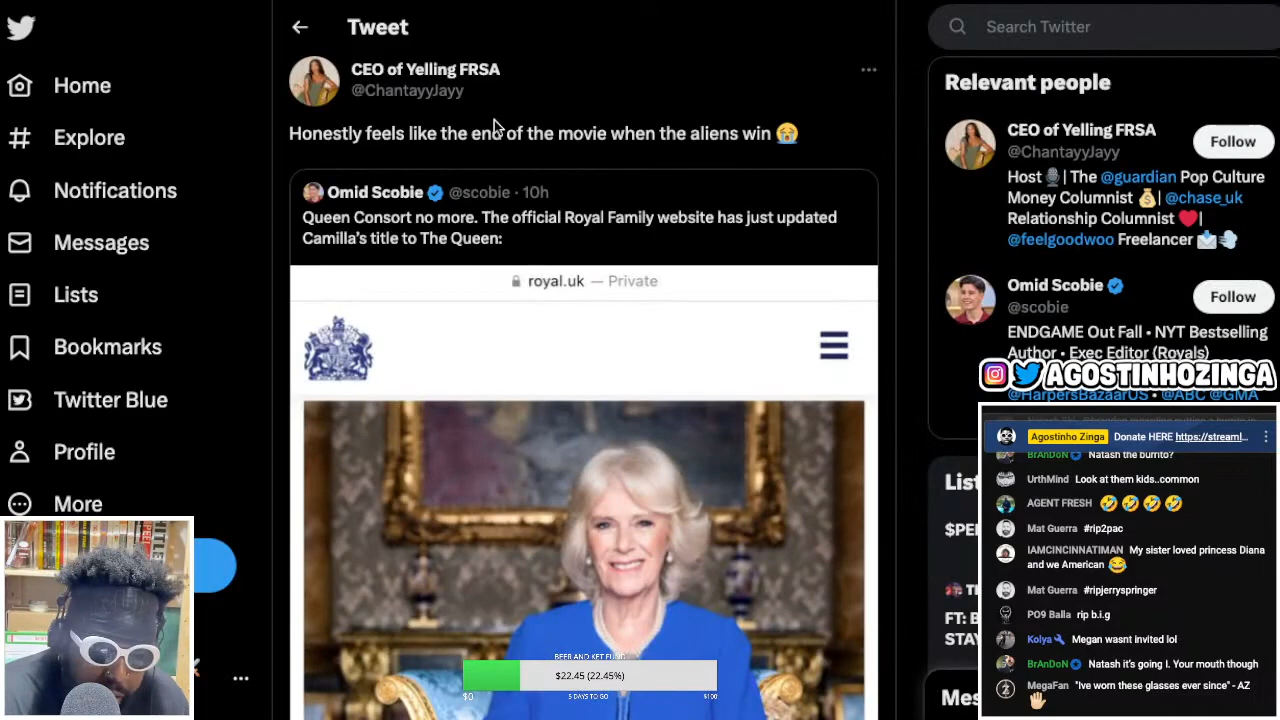 Home
Explore
Notifications
Messages
Lists
Bookmarks
Twitter Blue
Profile
More
Tweet
CEO of Yelling FRSA
@ChantayyJayy
Honestly feels like the end of the movie when the aliens win 😭
Omid Scobie @scobie · 10h
Queen Consort no more. The official Royal Family website has just updated
Camilla's title to The Queen:
royal.uk — Private
BEER AND KET FUND
$22.45 (22.45%)
$0 5 DAYS TO GO $100
Search Twitter
Relevant people
CEO of Yelling FRSA
@ChantayyJayy
Follow
Host 🎙️| The @guardian Pop Culture
Money Columnist 💰| @chase_uk
Relationship Columnist ❤️|
@feelgoodwoo Freelancer 📩💨
Omid Scobie
@scobie
Follow
ENDGAME Out Fall • NYT Bestselling
Author • Exec Editor (Royals)
@HarpersBazaarUS • @ABC @GMA
AGOSTINHOZINGA
Agostinho Zinga Donate HERE https://streaml...
BrAnDoN Natash the burrito?
UrthMind Look at them kids..common
AGENT FRESH 🤣🤣🤣🤣
Mat Guerra #rip2pac
IAMCINCINNATIMAN My sister loved princess Diana
and we American 😂
Mat Guerra #ripjerryspringer
PO9 Balla rip b.i.g
Kolya Megan wasnt invited lol
BrAnDoN Natash it's going I. Your mouth though
MegaFan "Ive worn these glasses ever since" - AZ
🖐🏼
List
$PE
FT: B
STAY
Mes